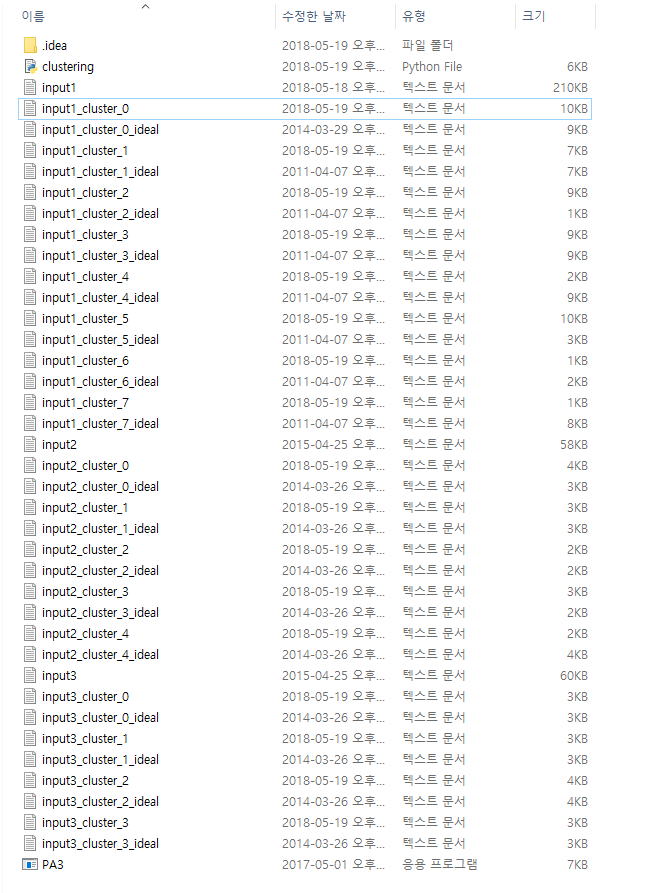 이름 수정한 날짜 유형 크기
.idea 2018-05-19 오후... 파일 폴더
clustering 2018-05-19 오후... Python File 6KB
input1 2018-05-18 오후... 텍스트 문서 210KB
input1_cluster_0 2018-05-19 오후... 텍스트 문서 10KB
input1_cluster_0_ideal 2014-03-29 오후... 텍스트 문서 9KB
input1_cluster_1 2018-05-19 오후... 텍스트 문서 7KB
input1_cluster_1_ideal 2011-04-07 오후... 텍스트 문서 7KB
input1_cluster_2 2018-05-19 오후... 텍스트 문서 9KB
input1_cluster_2_ideal 2011-04-07 오후... 텍스트 문서 1KB
input1_cluster_3 2018-05-19 오후... 텍스트 문서 9KB
input1_cluster_3_ideal 2011-04-07 오후... 텍스트 문서 9KB
input1_cluster_4 2018-05-19 오후... 텍스트 문서 2KB
input1_cluster_4_ideal 2011-04-07 오후... 텍스트 문서 9KB
input1_cluster_5 2018-05-19 오후... 텍스트 문서 10KB
input1_cluster_5_ideal 2011-04-07 오후... 텍스트 문서 3KB
input1_cluster_6 2018-05-19 오후... 텍스트 문서 1KB
input1_cluster_6_ideal 2011-04-07 오후... 텍스트 문서 2KB
input1_cluster_7 2018-05-19 오후... 텍스트 문서 1KB
input1_cluster_7_ideal 2011-04-07 오후... 텍스트 문서 8KB
input2 2015-04-25 오후... 텍스트 문서 58KB
input2_cluster_0 2018-05-19 오후... 텍스트 문서 4KB
input2_cluster_0_ideal 2014-03-26 오후... 텍스트 문서 3KB
input2_cluster_1 2018-05-19 오후... 텍스트 문서 3KB
input2_cluster_1_ideal 2014-03-26 오후... 텍스트 문서 3KB
input2_cluster_2 2018-05-19 오후... 텍스트 문서 2KB
input2_cluster_2_ideal 2014-03-26 오후... 텍스트 문서 2KB
input2_cluster_3 2018-05-19 오후... 텍스트 문서 3KB
input2_cluster_3_ideal 2014-03-26 오후... 텍스트 문서 2KB
input2_cluster_4 2018-05-19 오후... 텍스트 문서 2KB
input2_cluster_4_ideal 2014-03-26 오후... 텍스트 문서 4KB
input3 2015-04-25 오후... 텍스트 문서 60KB
input3_cluster_0 2018-05-19 오후... 텍스트 문서 3KB
input3_cluster_0_ideal 2014-03-26 오후... 텍스트 문서 3KB
input3_cluster_1 2018-05-19 오후... 텍스트 문서 3KB
input3_cluster_1_ideal 2014-03-26 오후... 텍스트 문서 3KB
input3_cluster_2 2018-05-19 오후... 텍스트 문서 4KB
input3_cluster_2_ideal 2014-03-26 오후... 텍스트 문서 4KB
input3_cluster_3 2018-05-19 오후... 텍스트 문서 3KB
input3_cluster_3_ideal 2014-03-26 오후... 텍스트 문서 3KB
PA3 2017-05-01 오후... 응용 프로그램 7KB